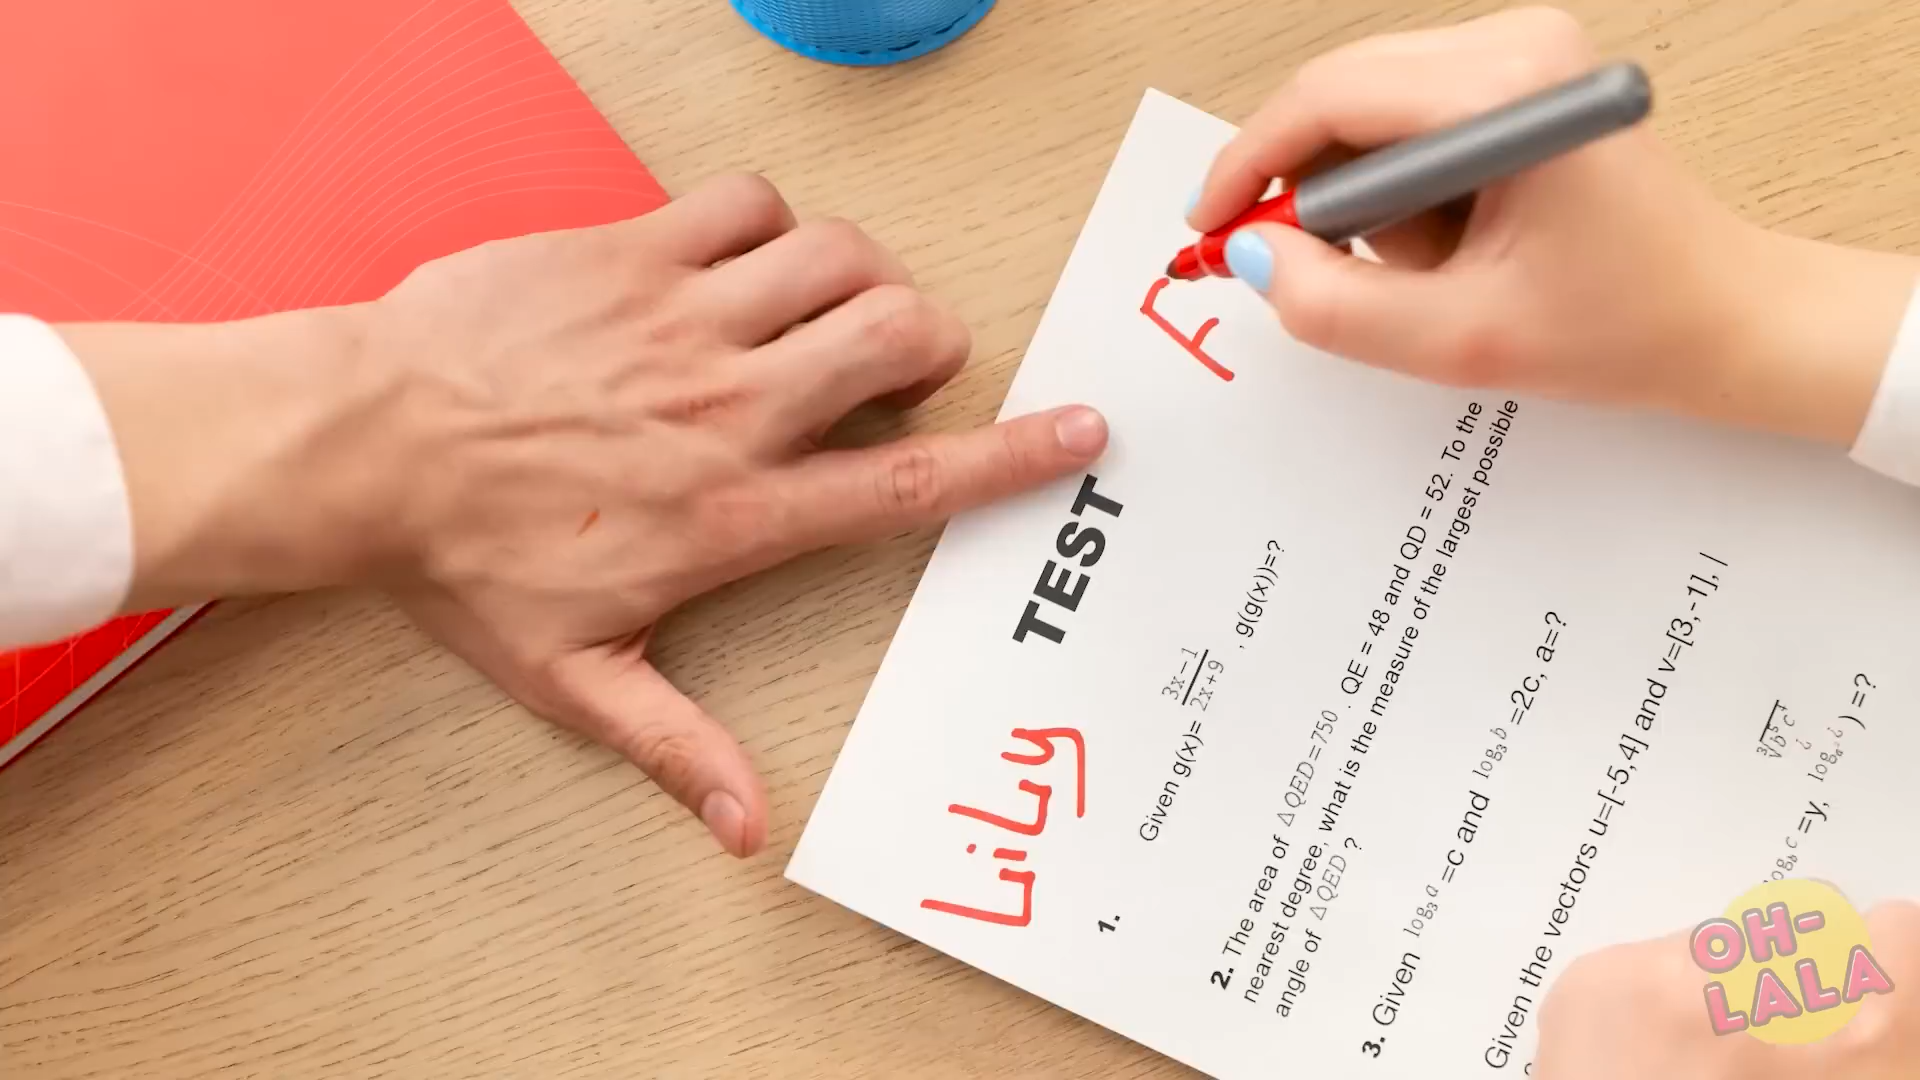 F
TEST
Lily
1. Given g(x)= 3x-1/2x+9 , g(g(x))=?
2. The area of △QED=750 . QE = 48 and QD = 52. To the
nearest degree, what is the measure of the largest possible
angle of △QED ?
3. Given log₃a =c and log₃b =2c, a=?
Given the vectors u=[-5,4] and v=[3,-1], |
OH-
LALA